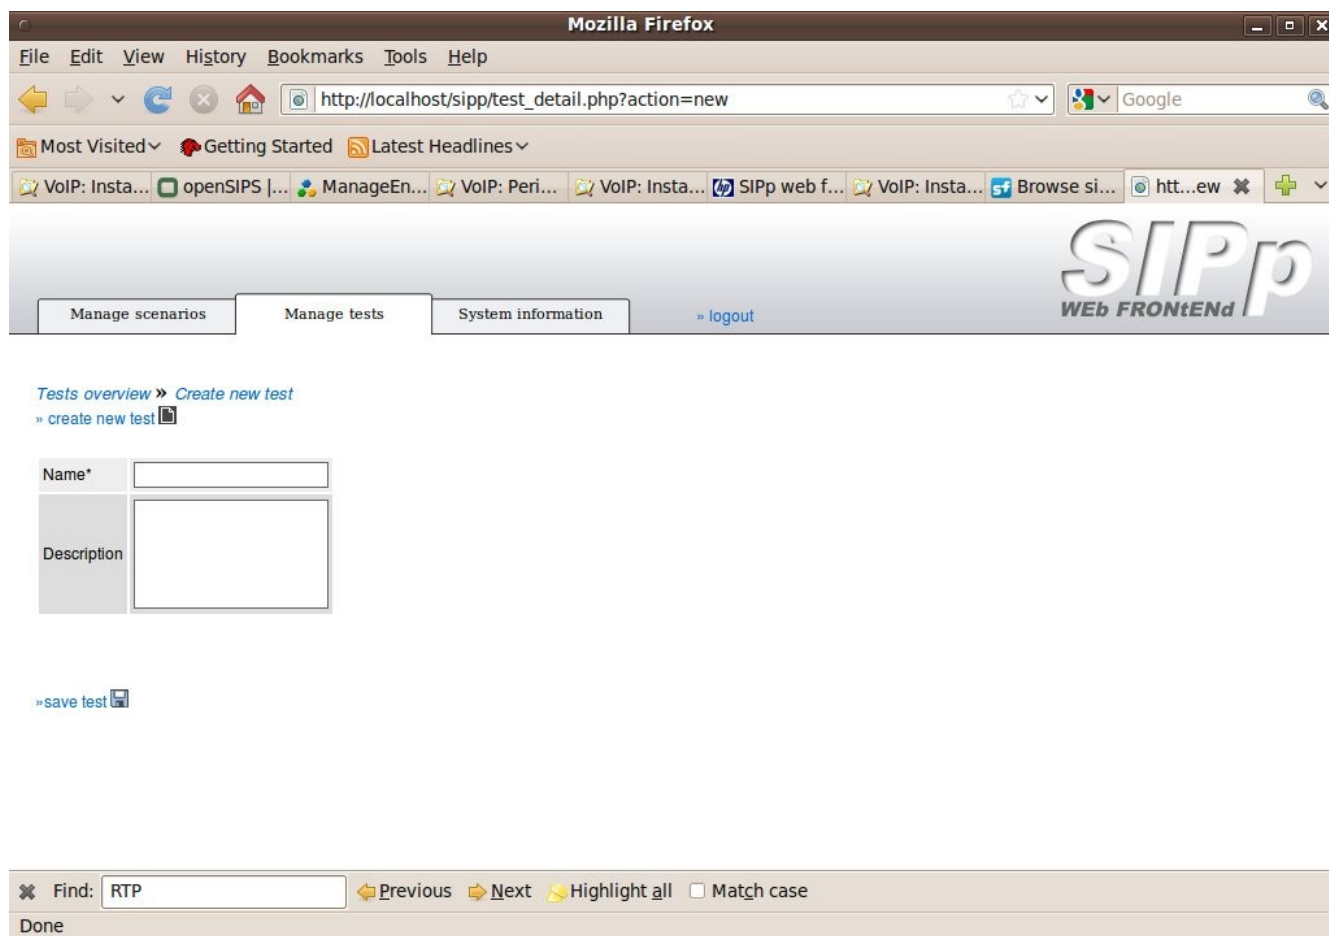 Mozilla Firefox
File Edit View History Bookmarks Tools Help
http://localhost/sipp/test_detail.php?action=new Google
Most Visited Getting Started Latest Headlines
VoIP: Insta... openSIPS |... ManageEn... VoIP: Peri... VoIP: Insta... SIPp web f... VoIP: Insta... Browse si... htt...ew
SIPp
WEb FRONtENd
Manage scenarios Manage tests System information » logout
Tests overview » Create new test
» create new test
Name*
Description
»save test
Find: RTP Previous Next Highlight all Match case
Done